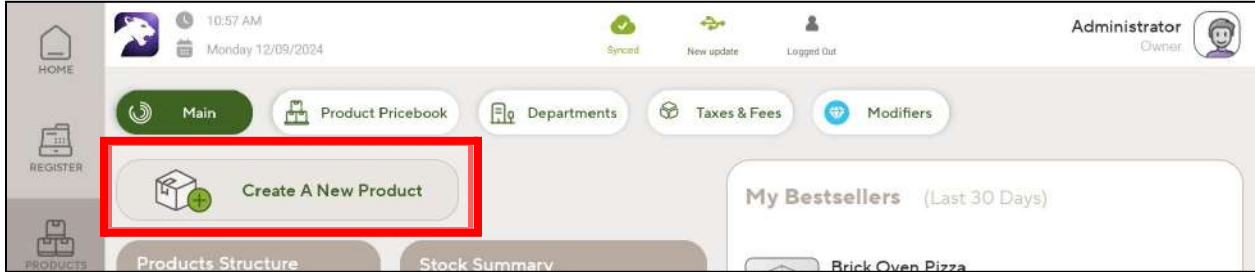 10:57 AM
Monday 12/09/2024
Synced
New update
Logged Out
Administrator
Owner
HOME
REGISTER
PRODUCTS
Main
Product Pricebook
Departments
Taxes & Fees
Modifiers
Create A New Product
My Bestsellers (Last 30 Days)
Products Structure
Stock Summary
Brick Oven Pizza